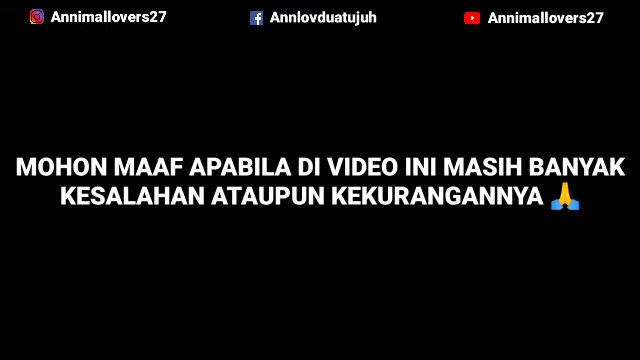 Annimallovers27 Annlovduatujuh Annimallovers27
MOHON MAAF APABILA DI VIDEO INI MASIH BANYAK
KESALAHAN ATAUPUN KEKURANGANNYA 🙏